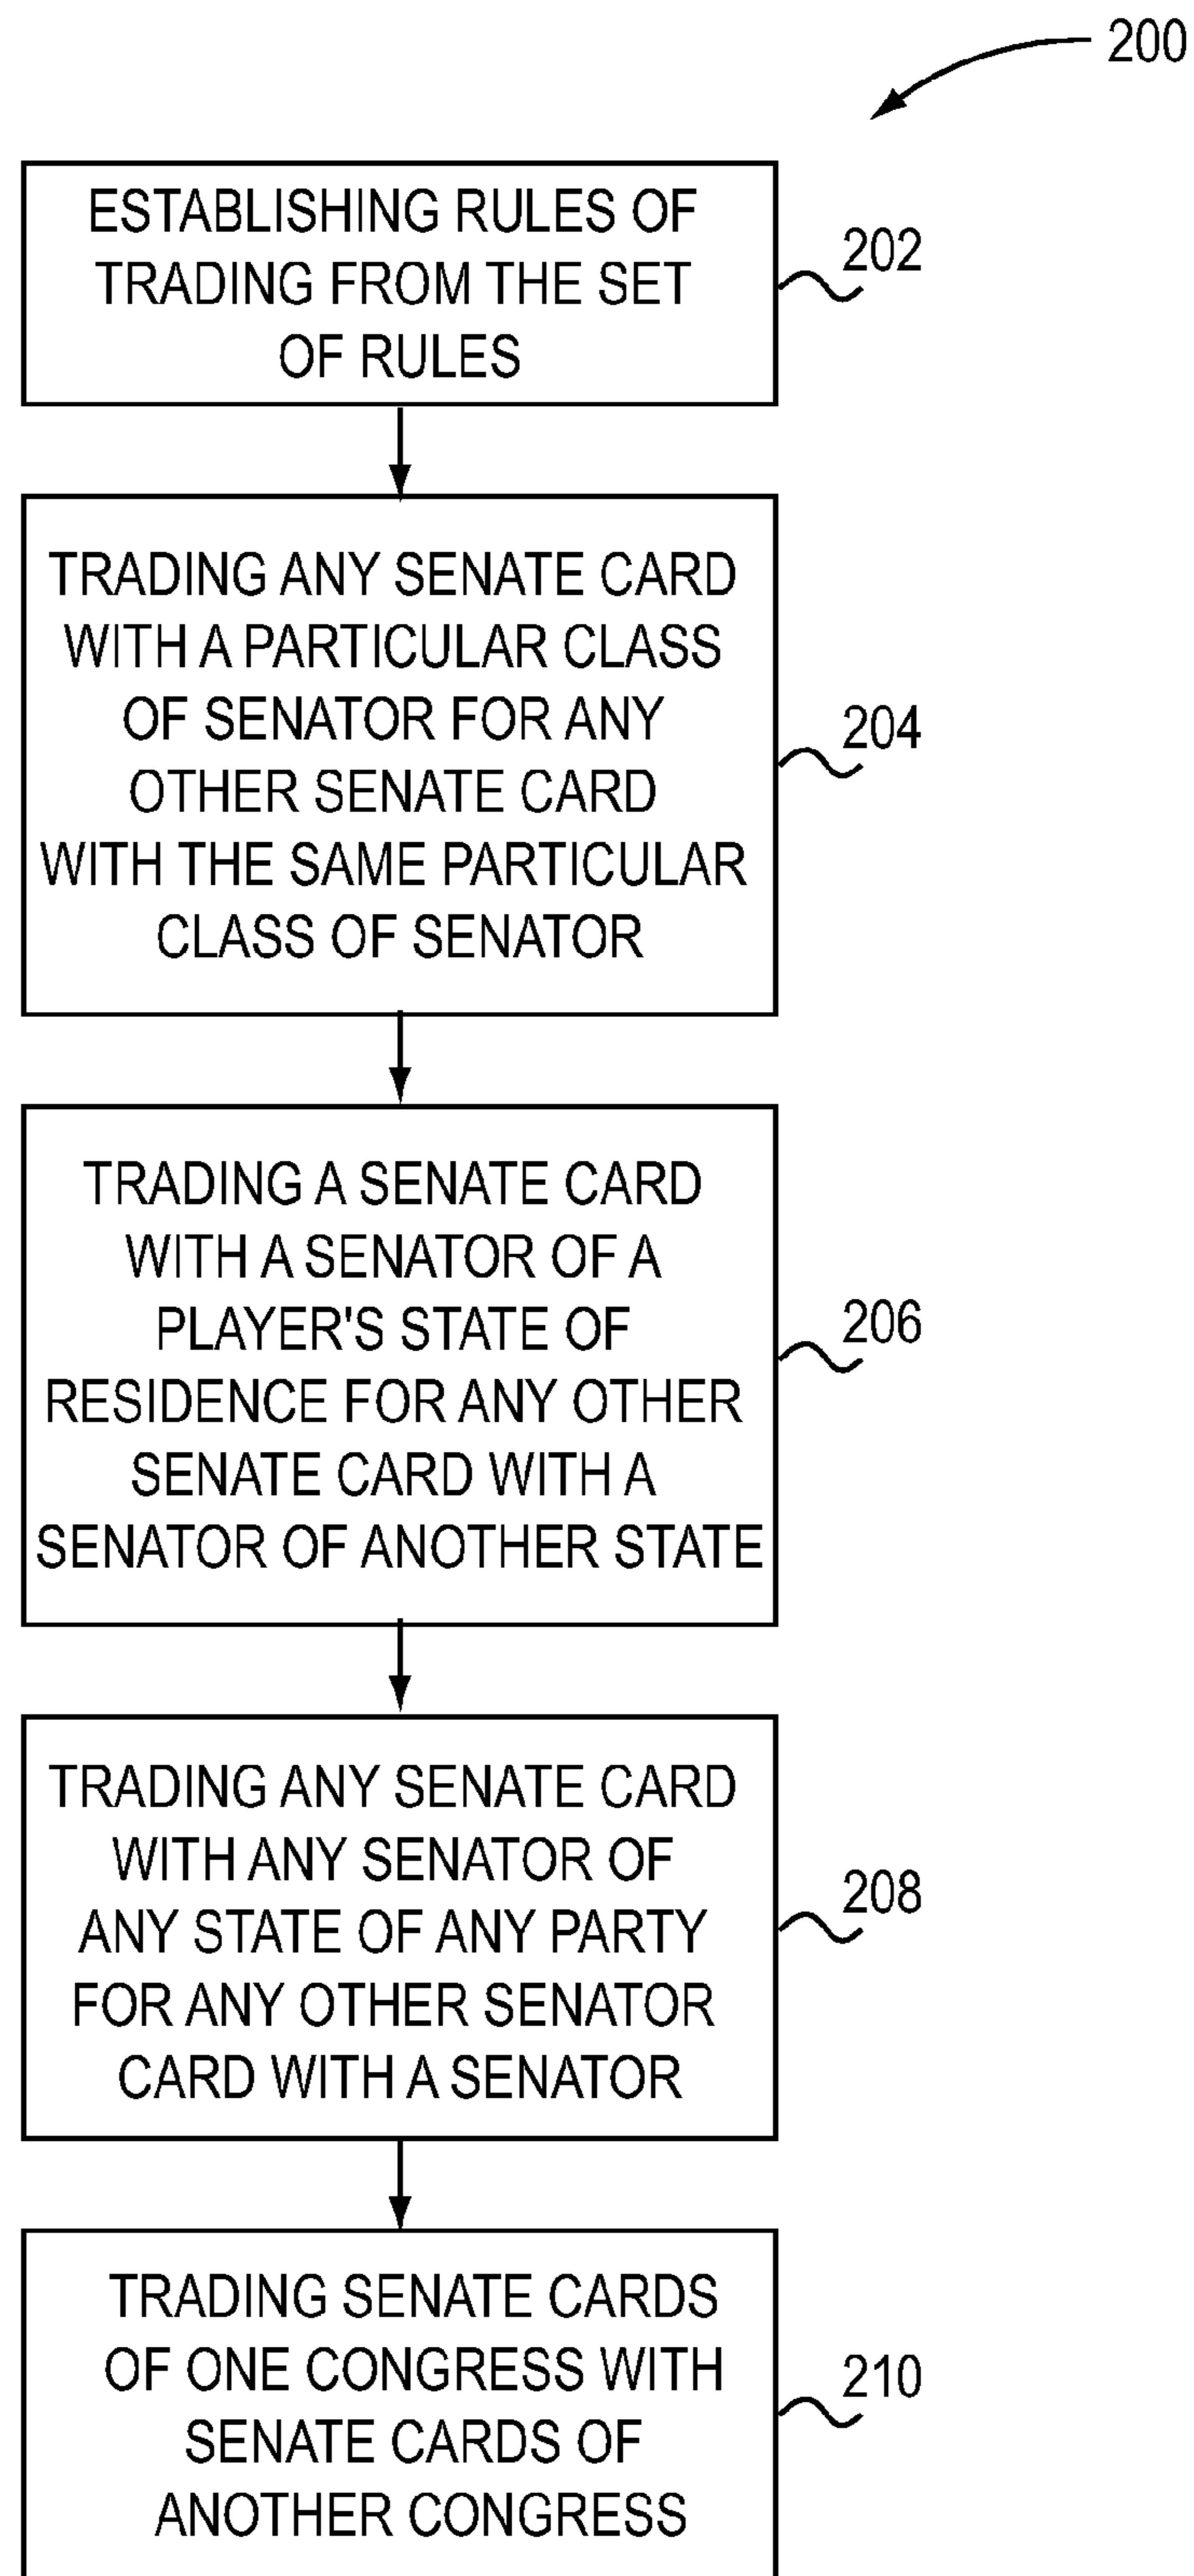 200
ESTABLISHING RULES OF
TRADING FROM THE SET
OF RULES
202
TRADING ANY SENATE CARD
WITH A PARTICULAR CLASS
OF SENATOR FOR ANY
OTHER SENATE CARD
WITH THE SAME PARTICULAR
CLASS OF SENATOR
204
TRADING A SENATE CARD
WITH A SENATOR OF A
PLAYER'S STATE OF
RESIDENCE FOR ANY OTHER
SENATE CARD WITH A
SENATOR OF ANOTHER STATE
206
TRADING ANY SENATE CARD
WITH ANY SENATOR OF
ANY STATE OF ANY PARTY
FOR ANY OTHER SENATOR
CARD WITH A SENATOR
208
TRADING SENATE CARDS
OF ONE CONGRESS WITH
SENATE CARDS OF
ANOTHER CONGRESS
210